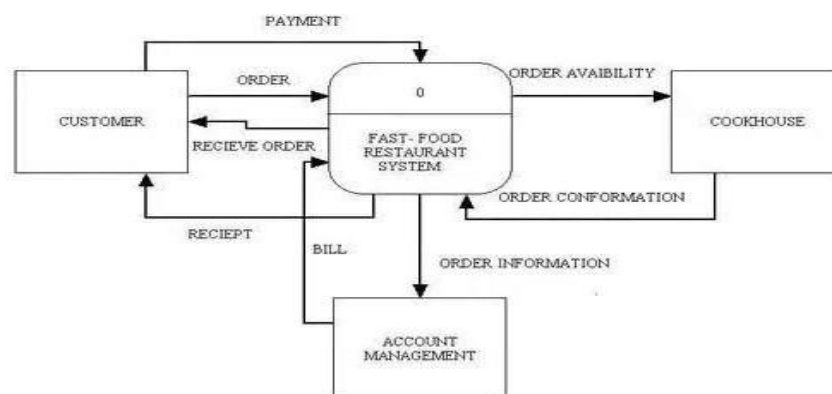 PAYMENT
ORDER
ORDER AVAIBILITY
0
CUSTOMER
COOKHOUSE
RECIEVE ORDER
FAST- FOOD
RESTAURANT
SYSTEM
ORDER CONFORMATION
RECIEPT
BILL
ORDER INFORMATION
ACCOUNT
MANAGEMENT